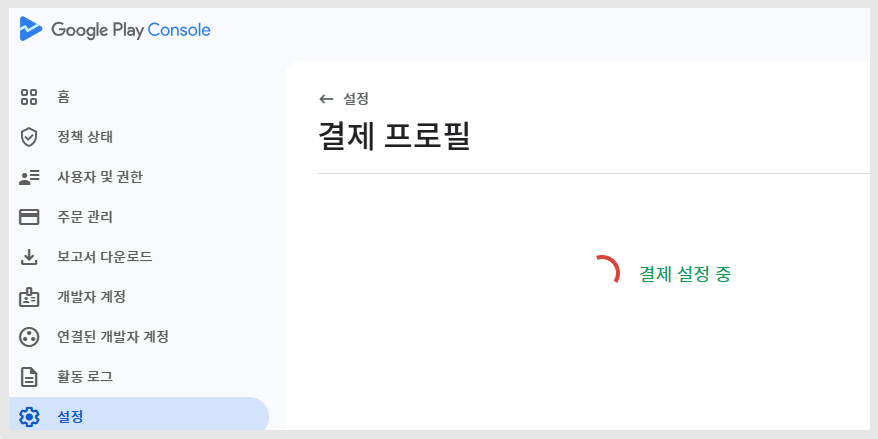 Google Play Console
홈
정책 상태
사용자 및 권한
주문 관리
보고서 다운로드
개발자 계정
연결된 개발자 계정
활동 로그
설정
← 설정
결제 프로필
결제 설정 중